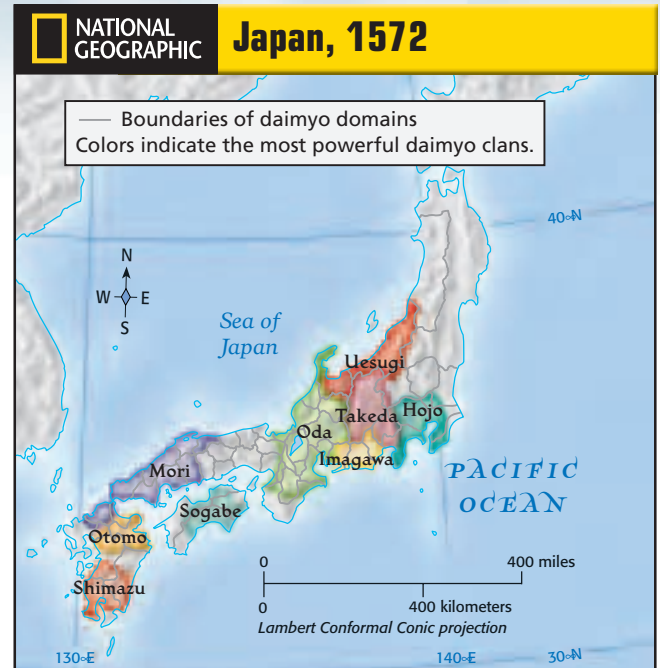 NATIONAL
GEOGRAPHIC
Japan, 1572
Boundaries of daimyo domains
Colors indicate the most powerful daimyo clans.
40°N
N
W E
S
Sea of
Japan
Uesugi
Takeda
Hojo
Oda
Imagawa
Mori
PACIFIC
OCEAN
Sogabe
Otomo
Shimazu
0
400 miles
0
400 kilometers
Lambert Conformal Conic projection
130°E
140°E
30°N